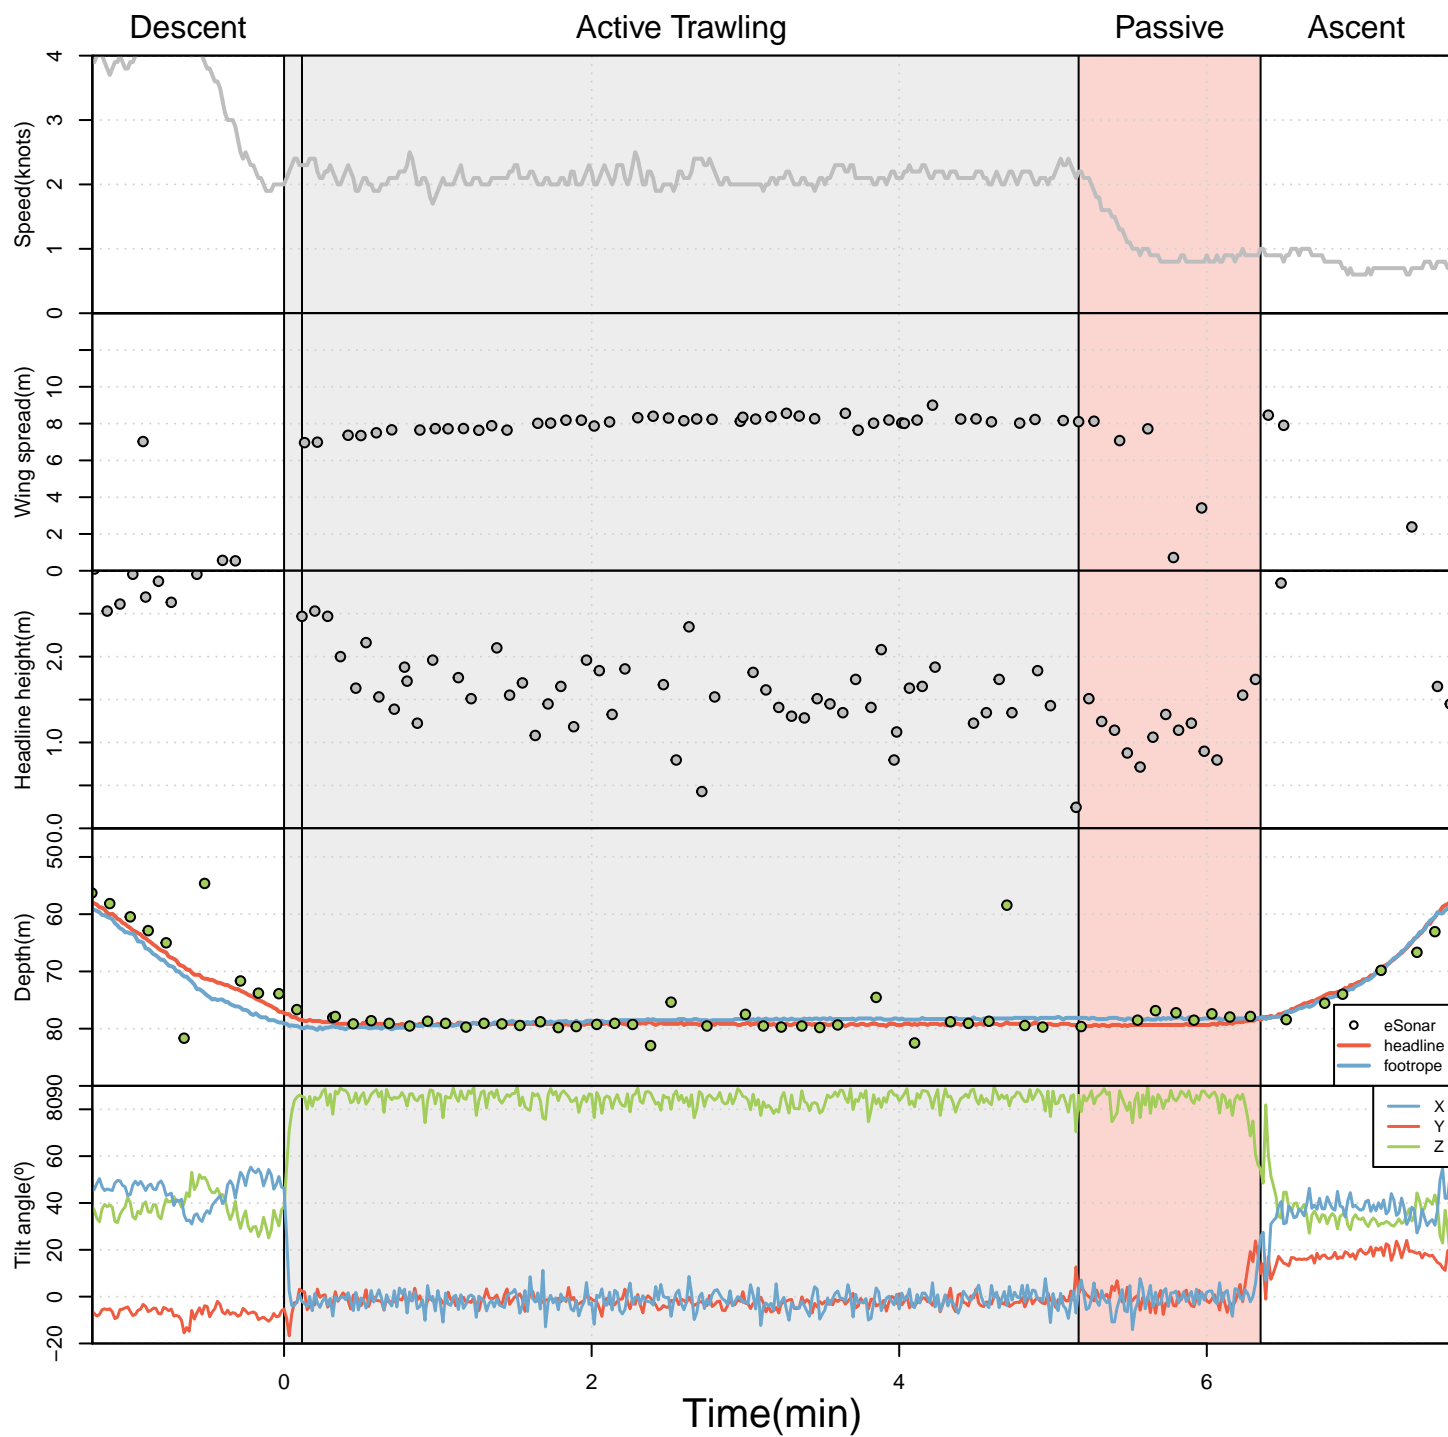 Descent Active Trawling Passive Ascent
Speed(knots)
4
3
2
1
0
Wing spread(m)
10
8
6
4
2
0
Headline height(m)
2.0
1.0
0.0
Depth(m)
50
60
70
80
90
eSonar
headline
footrope
Tilt angle(º)
80
60
40
20
0
−20
X
Y
Z
0 2 4 6
Time(min)